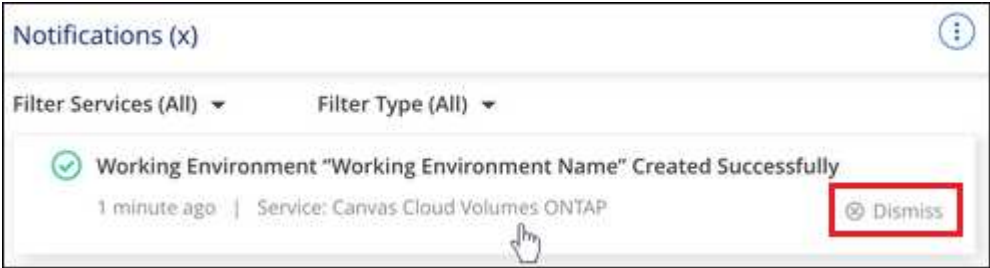 Notifications (x)
Filter Services (All) Filter Type (All)
Working Environment “Working Environment Name” Created Successfully
1 minute ago | Service: Canvas Cloud Volumes ONTAP
Dismiss